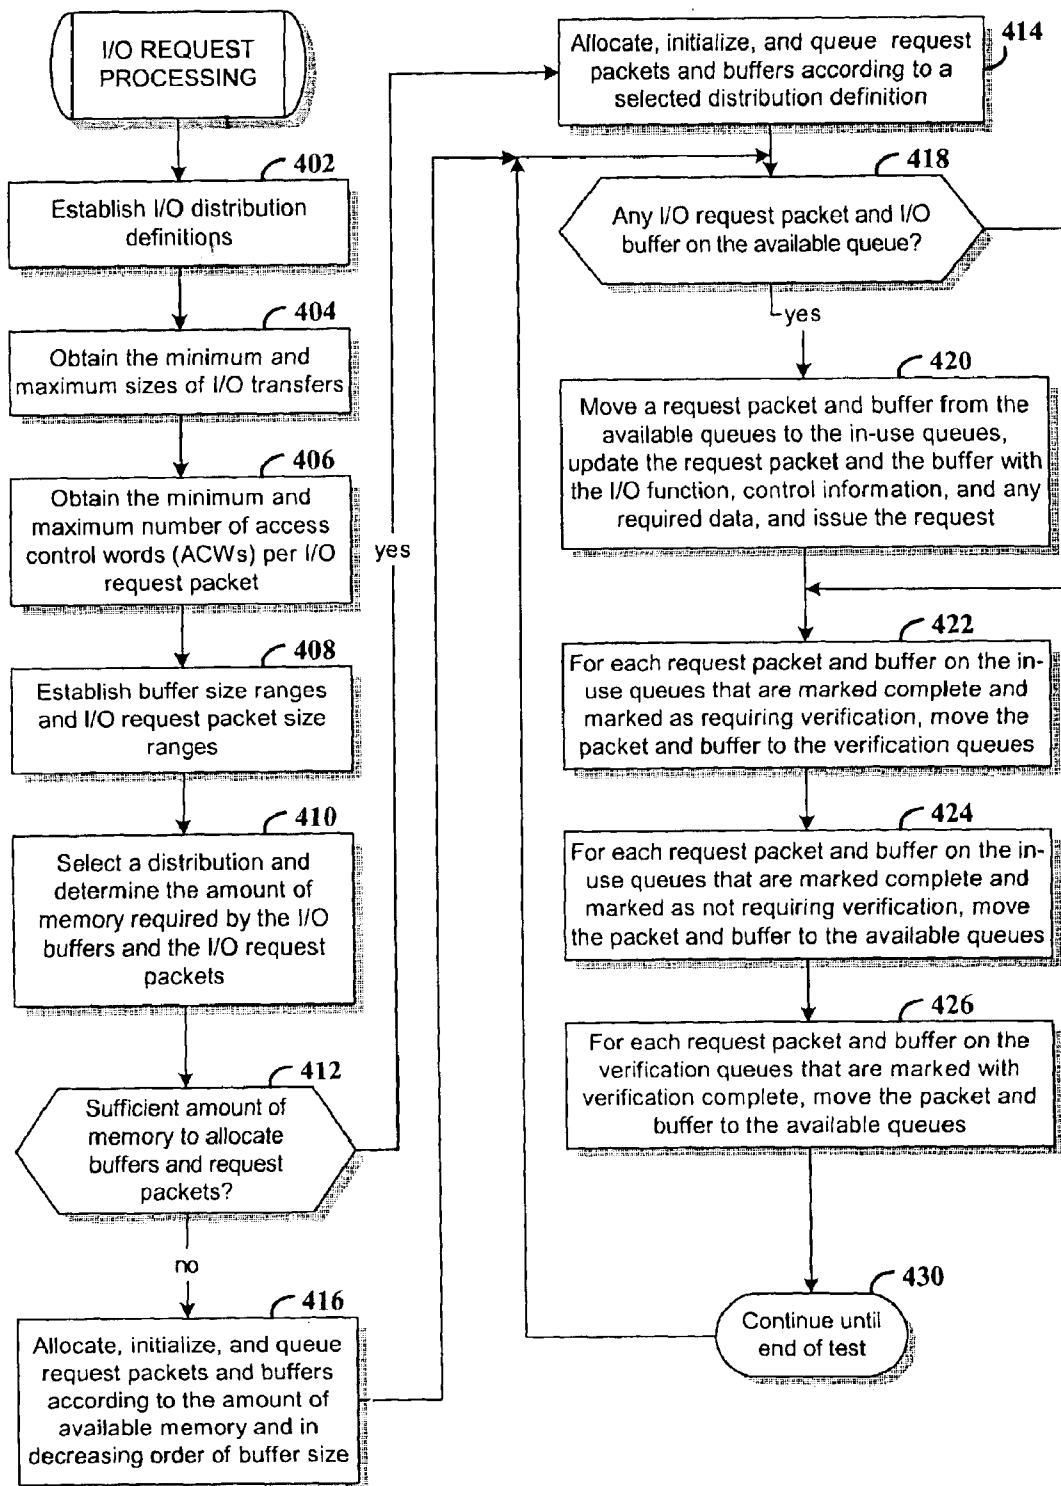 I/O REQUEST
PROCESSING
402
Establish I/O distribution
definitions
404
Obtain the minimum and
maximum sizes of I/O transfers
406
Obtain the minimum and
maximum number of access
control words (ACWs) per I/O
request packet
408
Establish buffer size ranges
and I/O request packet size
ranges
410
Select a distribution and
determine the amount of
memory required by the I/O
buffers and the I/O request
packets
412
Sufficient amount of
memory to allocate
buffers and request
packets?
yes
no
416
Allocate, initialize, and queue
request packets and buffers
according to the amount of
available memory and in
decreasing order of buffer size
414
Allocate, initialize, and queue request
packets and buffers according to a
selected distribution definition
418
Any I/O request packet and I/O
buffer on the available queue?
yes
420
Move a request packet and buffer from the
available queues to the in-use queues,
update the request packet and the buffer with
the I/O function, control information, and any
required data, and issue the request
422
For each request packet and buffer on the in-
use queues that are marked complete and
marked as requiring verification, move the
packet and buffer to the verification queues
424
For each request packet and buffer on the in-
use queues that are marked complete and
marked as not requiring verification, move
the packet and buffer to the available queues
426
For each request packet and buffer on the
verification queues that are marked with
verification complete, move the packet and
buffer to the available queues
430
Continue until
end of test